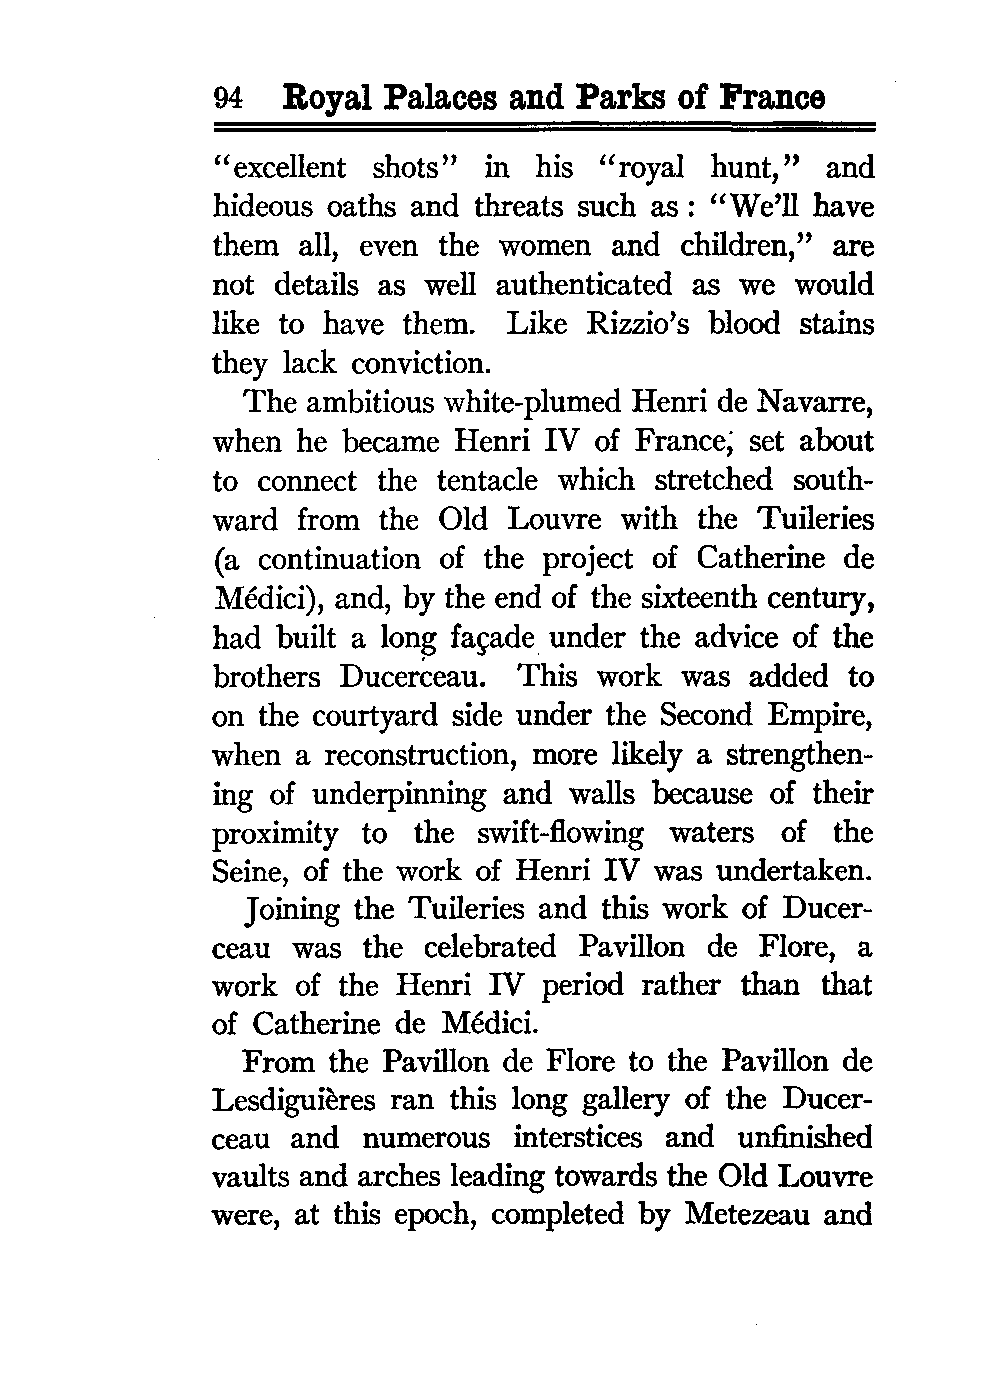 94 Royal Palaces and Parks of France
“excellent shots” in his “royal hunt,” and
hideous oaths and threats such as: “We’ll have
them all, even the women and children,” are
not details as well authenticated as we would
like to have them. Like Rizzio’s blood stains
they lack conviction.
The ambitious white-plumed Henri de Navarre,
when he became Henri IV of France, set about
to connect the tentacle which stretched south-
ward from the Old Louvre with the Tuileries
(a continuation of the project of Catherine de
Médici), and, by the end of the sixteenth century,
had built a long façade under the advice of the
brothers Ducerceau. This work was added to
on the courtyard side under the Second Empire,
when a reconstruction, more likely a strengthen-
ing of underpinning and walls because of their
proximity to the swift-flowing waters of the
Seine, of the work of Henri IV was undertaken.
Joining the Tuileries and this work of Ducer-
ceau was the celebrated Pavillon de Flore, a
work of the Henri IV period rather than that
of Catherine de Médici.
From the Pavillon de Flore to the Pavillon de
Lesdiguières ran this long gallery of the Ducer-
ceau and numerous interstices and unfinished
vaults and arches leading towards the Old Louvre
were, at this epoch, completed by Metezeau and